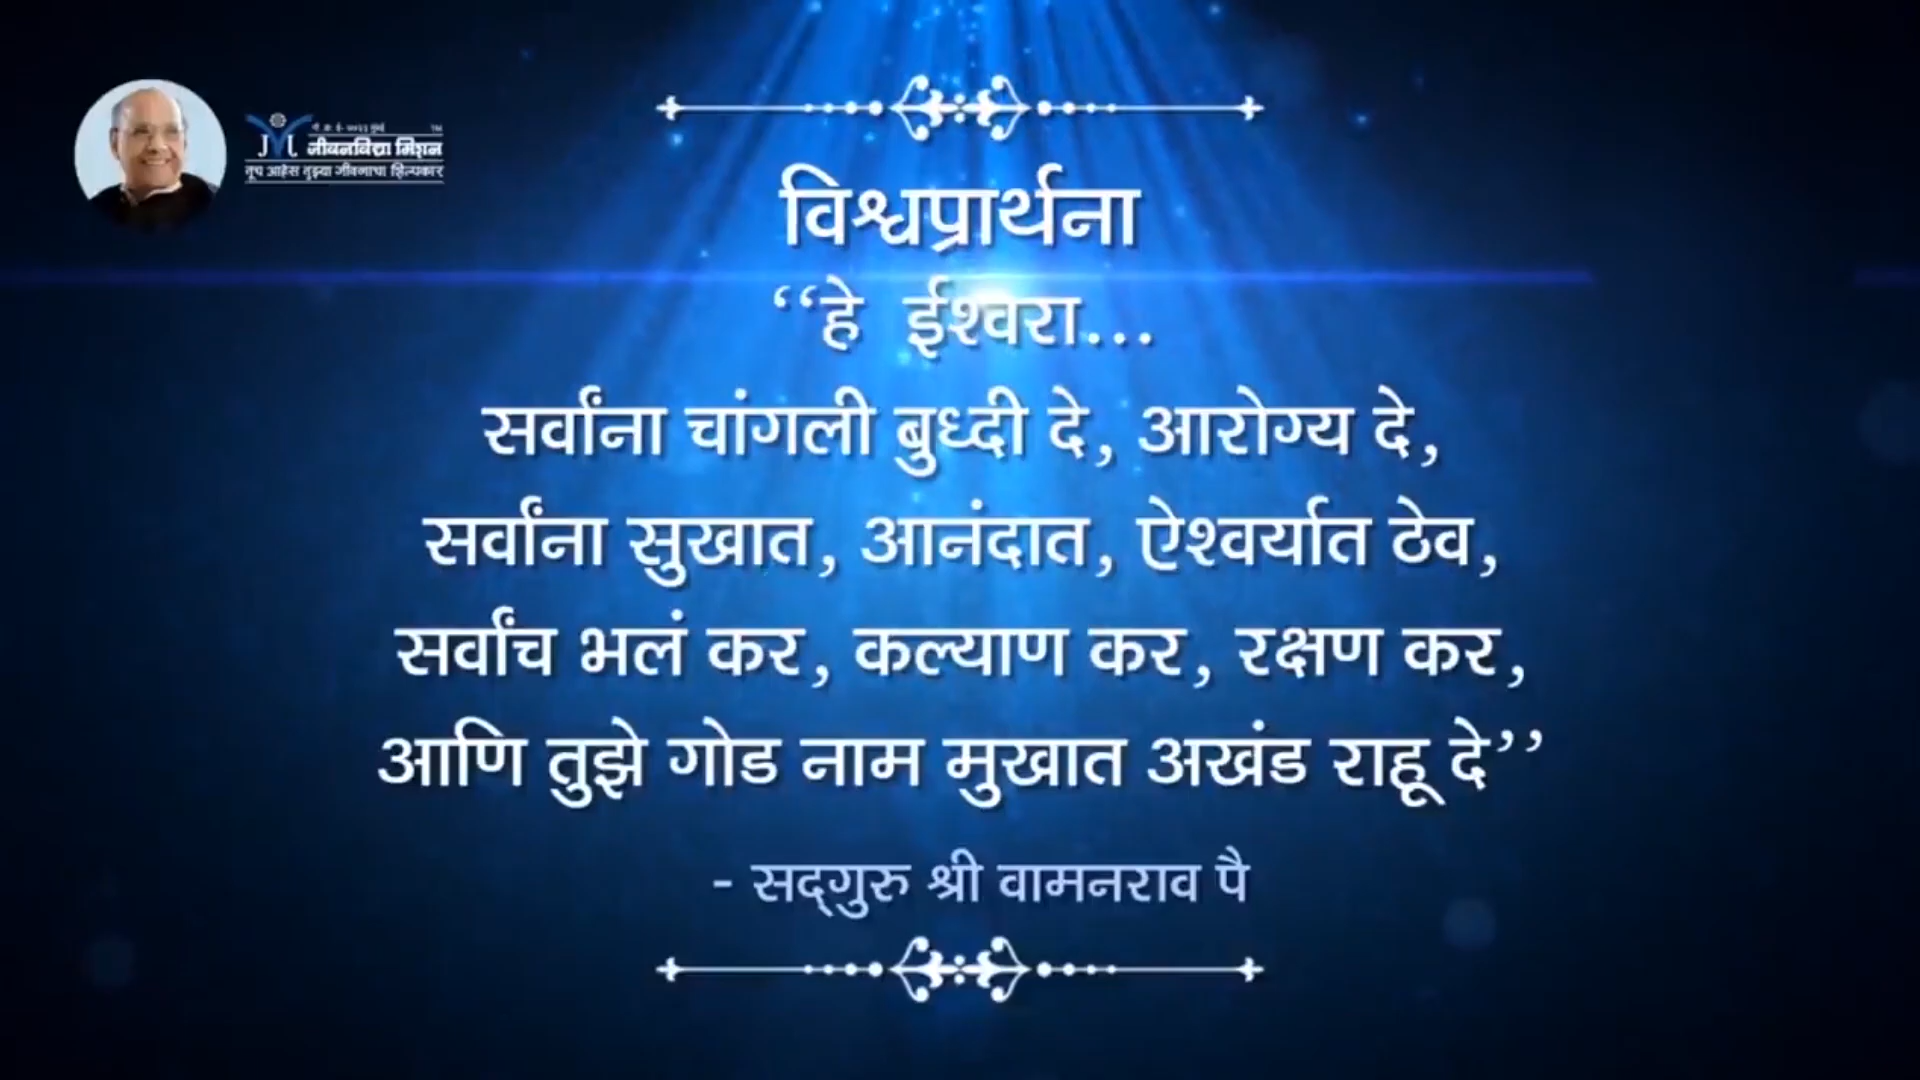 जीवनविद्या मिशन
तूच आहेस तुझ्या जीवनाचा शिल्पकार
विश्वप्रार्थना
‘‘हे ईश्वरा...
सर्वांना चांगली बुध्दी दे, आरोग्य दे,
सर्वांना सुखात, आनंदात, ऐश्वर्यात ठेव,
सर्वांच भलं कर, कल्याण कर, रक्षण कर,
आणि तुझे गोड नाम मुखात अखंड राहू दे’’
- सद्‌गुरु श्री वामनराव पै